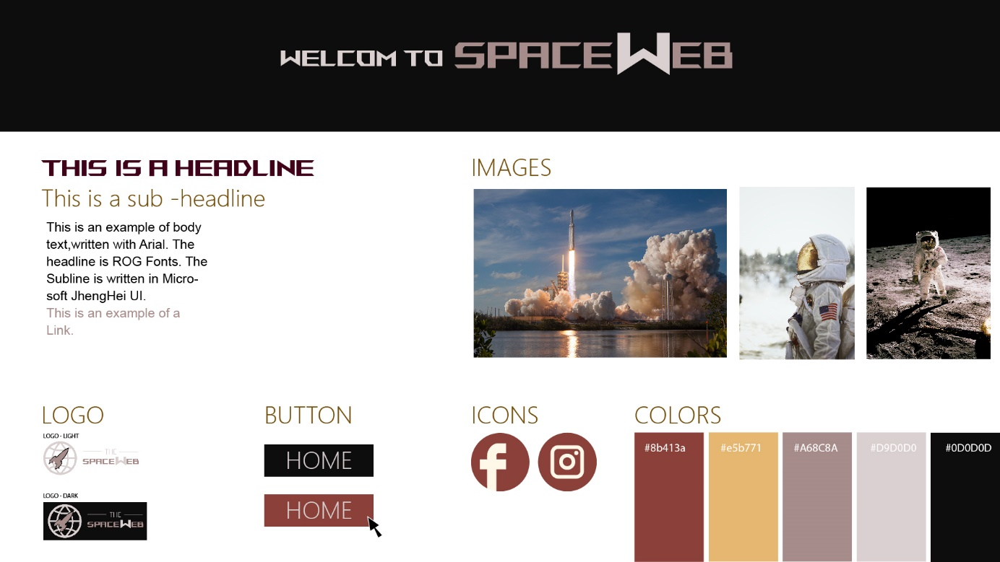 WELCOM TO SPACEWEB
THIS IS A HEADLINE
This is a sub -headline
This is an example of body
text,written with Arial. The
headline is ROG Fonts. The
Subline is written in Micro-
soft JhengHei UI.
This is an example of a
Link.
IMAGES
LOGO
LOGO - LIGHT
THE
SPACEWEB
LOGO - DARK
THE
SPACEWEB
BUTTON
HOME
HOME
ICONS
COLORS
#8b413a
#e5b771
#A68C8A
#D9D0D0
#0D0D0D